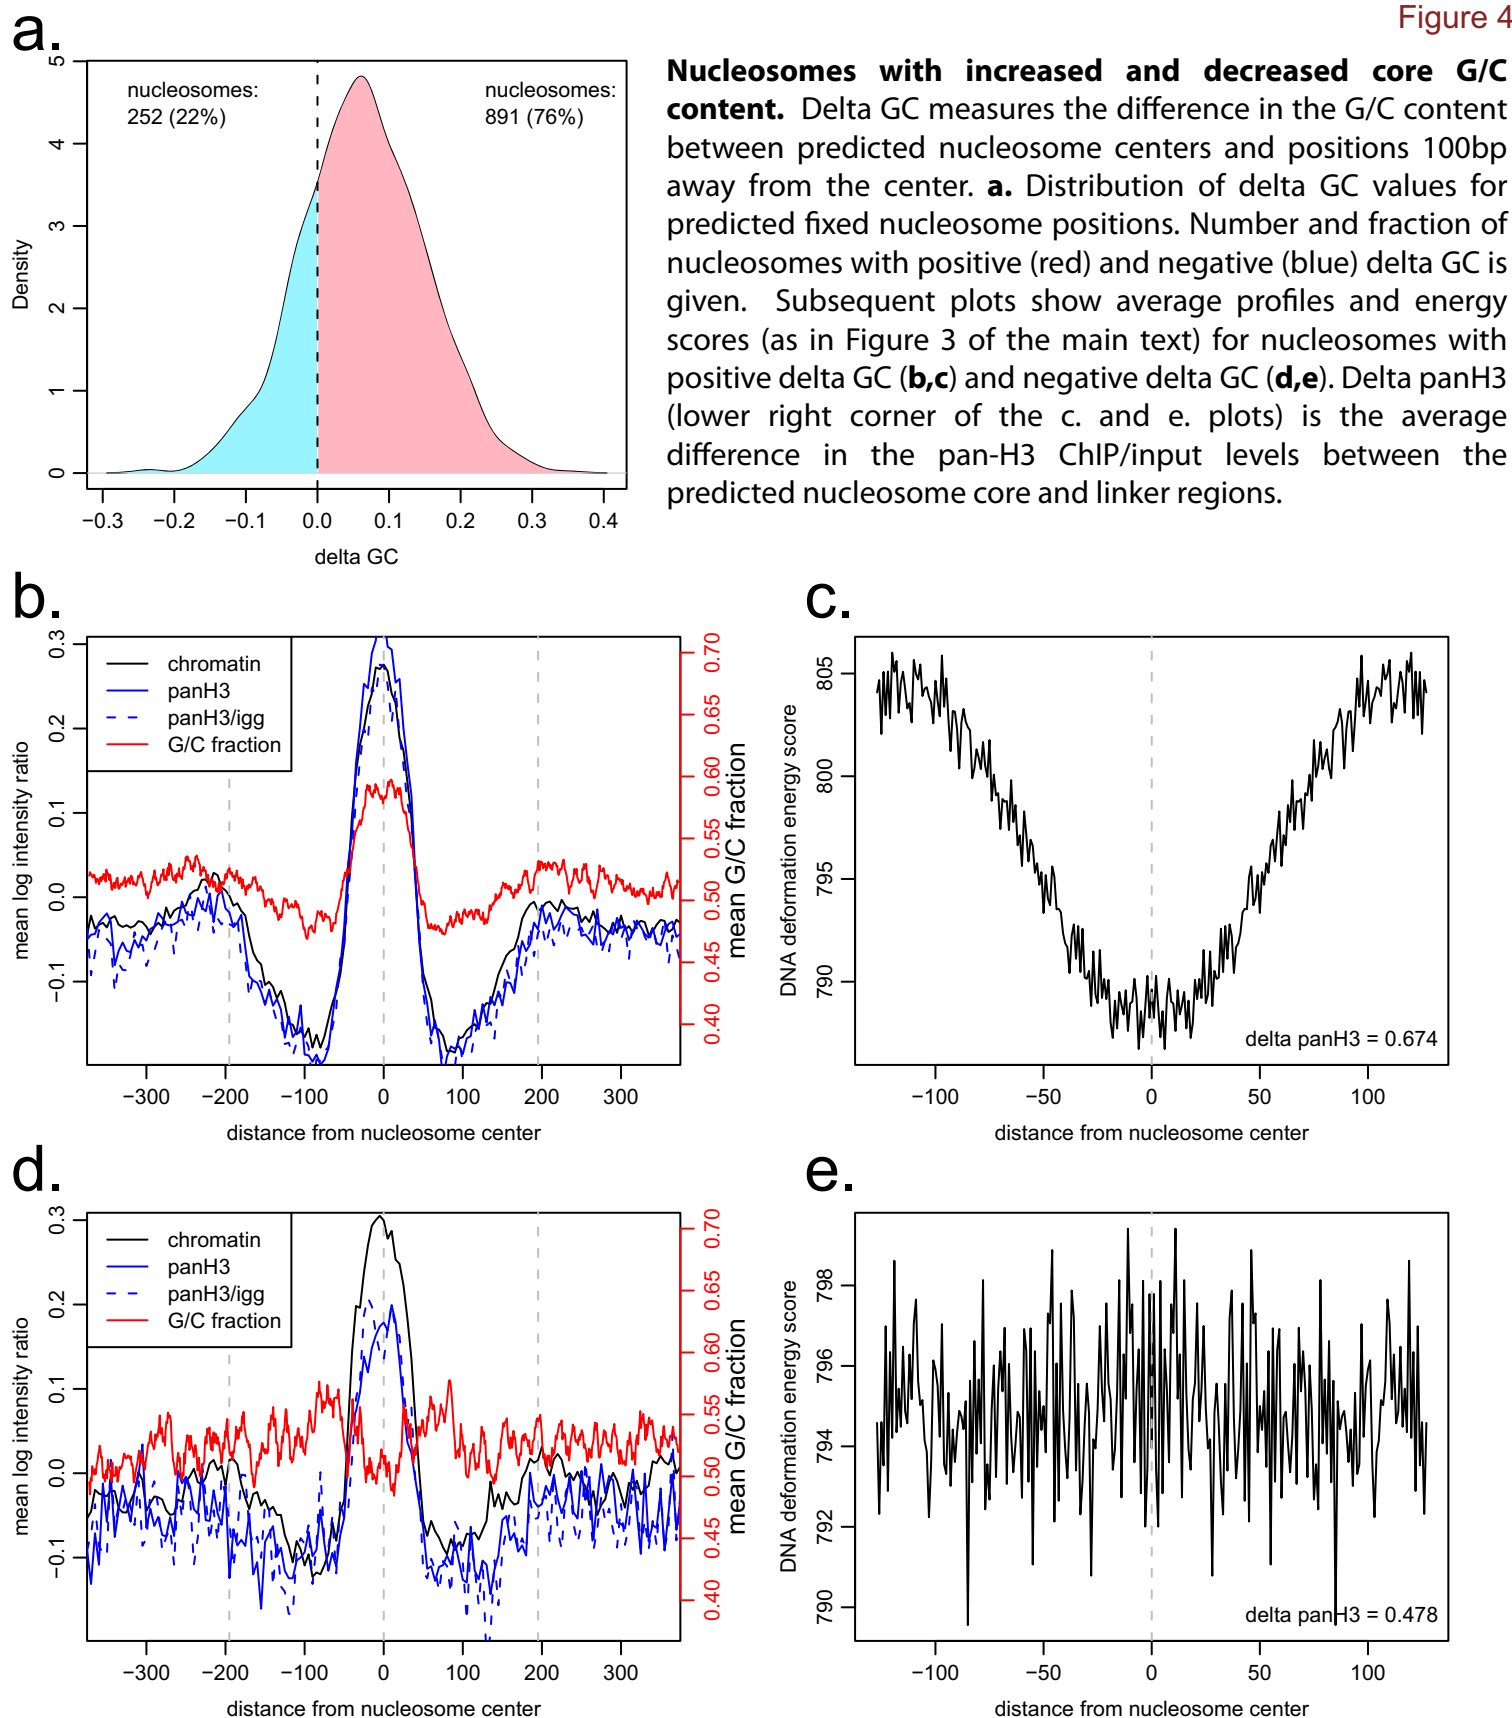 Figure 4
a.
Nucleosomes with increased and decreased core G/C
content. Delta GC measures the difference in the G/C content
between predicted nucleosome centers and positions 100bp
away from the center. a. Distribution of delta GC values for
predicted fixed nucleosome positions. Number and fraction of
nucleosomes with positive (red) and negative (blue) delta GC is
given. Subsequent plots show average profiles and energy
scores (as in Figure 3 of the main text) for nucleosomes with
positive delta GC (b,c) and negative delta GC (d,e). Delta panH3
(lower right corner of the c. and e. plots) is the average
difference in the pan-H3 ChIP/input levels between the
predicted nucleosome core and linker regions.
nucleosomes:
252 (22%)
nucleosomes:
891 (76%)
Density
0 1 2 3 4 5
−0.3 −0.2 −0.1 0.0 0.1 0.2 0.3 0.4
delta GC
b.
chromatin
panH3
panH3/igg
G/C fraction
mean log intensity ratio
−0.1 0.0 0.1 0.2 0.3
0.40 0.45 0.50 0.55 0.60 0.65 0.70
mean G/C fraction
−300 −200 −100 0 100 200 300
distance from nucleosome center
c.
DNA deformation energy score
790 795 800 805
delta panH3 = 0.674
−100 −50 0 50 100
distance from nucleosome center
d.
chromatin
panH3
panH3/igg
G/C fraction
mean log intensity ratio
−0.1 0.0 0.1 0.2 0.3
0.40 0.45 0.50 0.55 0.60 0.65 0.70
mean G/C fraction
−300 −200 −100 0 100 200 300
distance from nucleosome center
e.
DNA deformation energy score
790 792 794 796 798
delta panH3 = 0.478
−100 −50 0 50 100
distance from nucleosome center